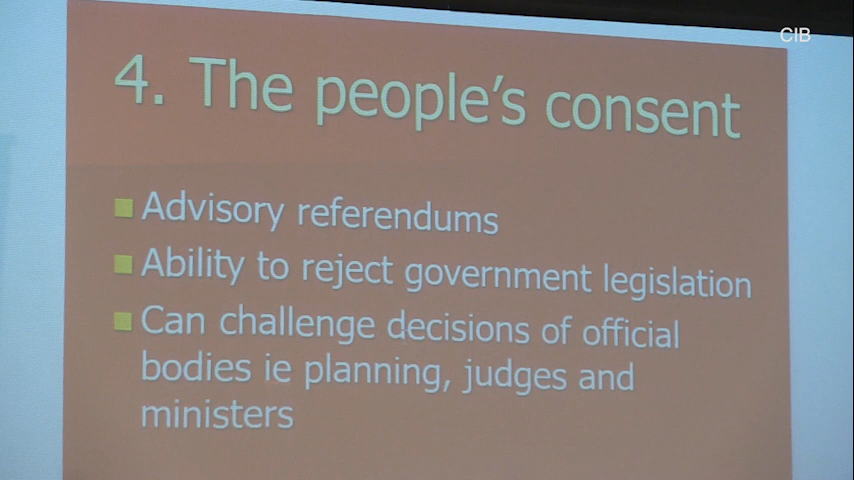 CIB
4. The people's consent
Advisory referendums
Ability to reject government legislation
Can challenge decisions of official
bodies ie planning, judges and
ministers